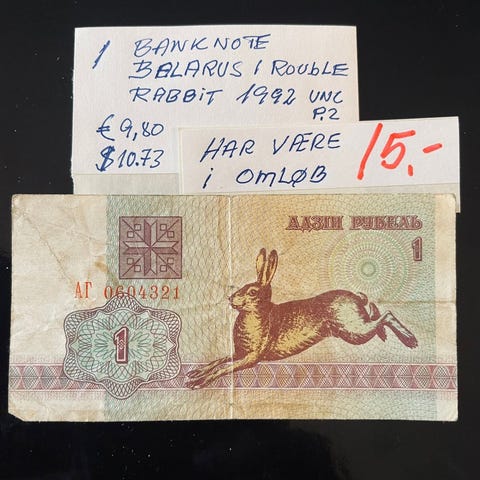 1 BANKNOTE
BELARUS 1 ROUBLE
RABBIT 1992 UNC
P.2
€ 9,80
$10.73
HAR VÆRE
i OMLØB
15,-
АДЗІН РУБЕЛЬ
1
АГ 0604321
1